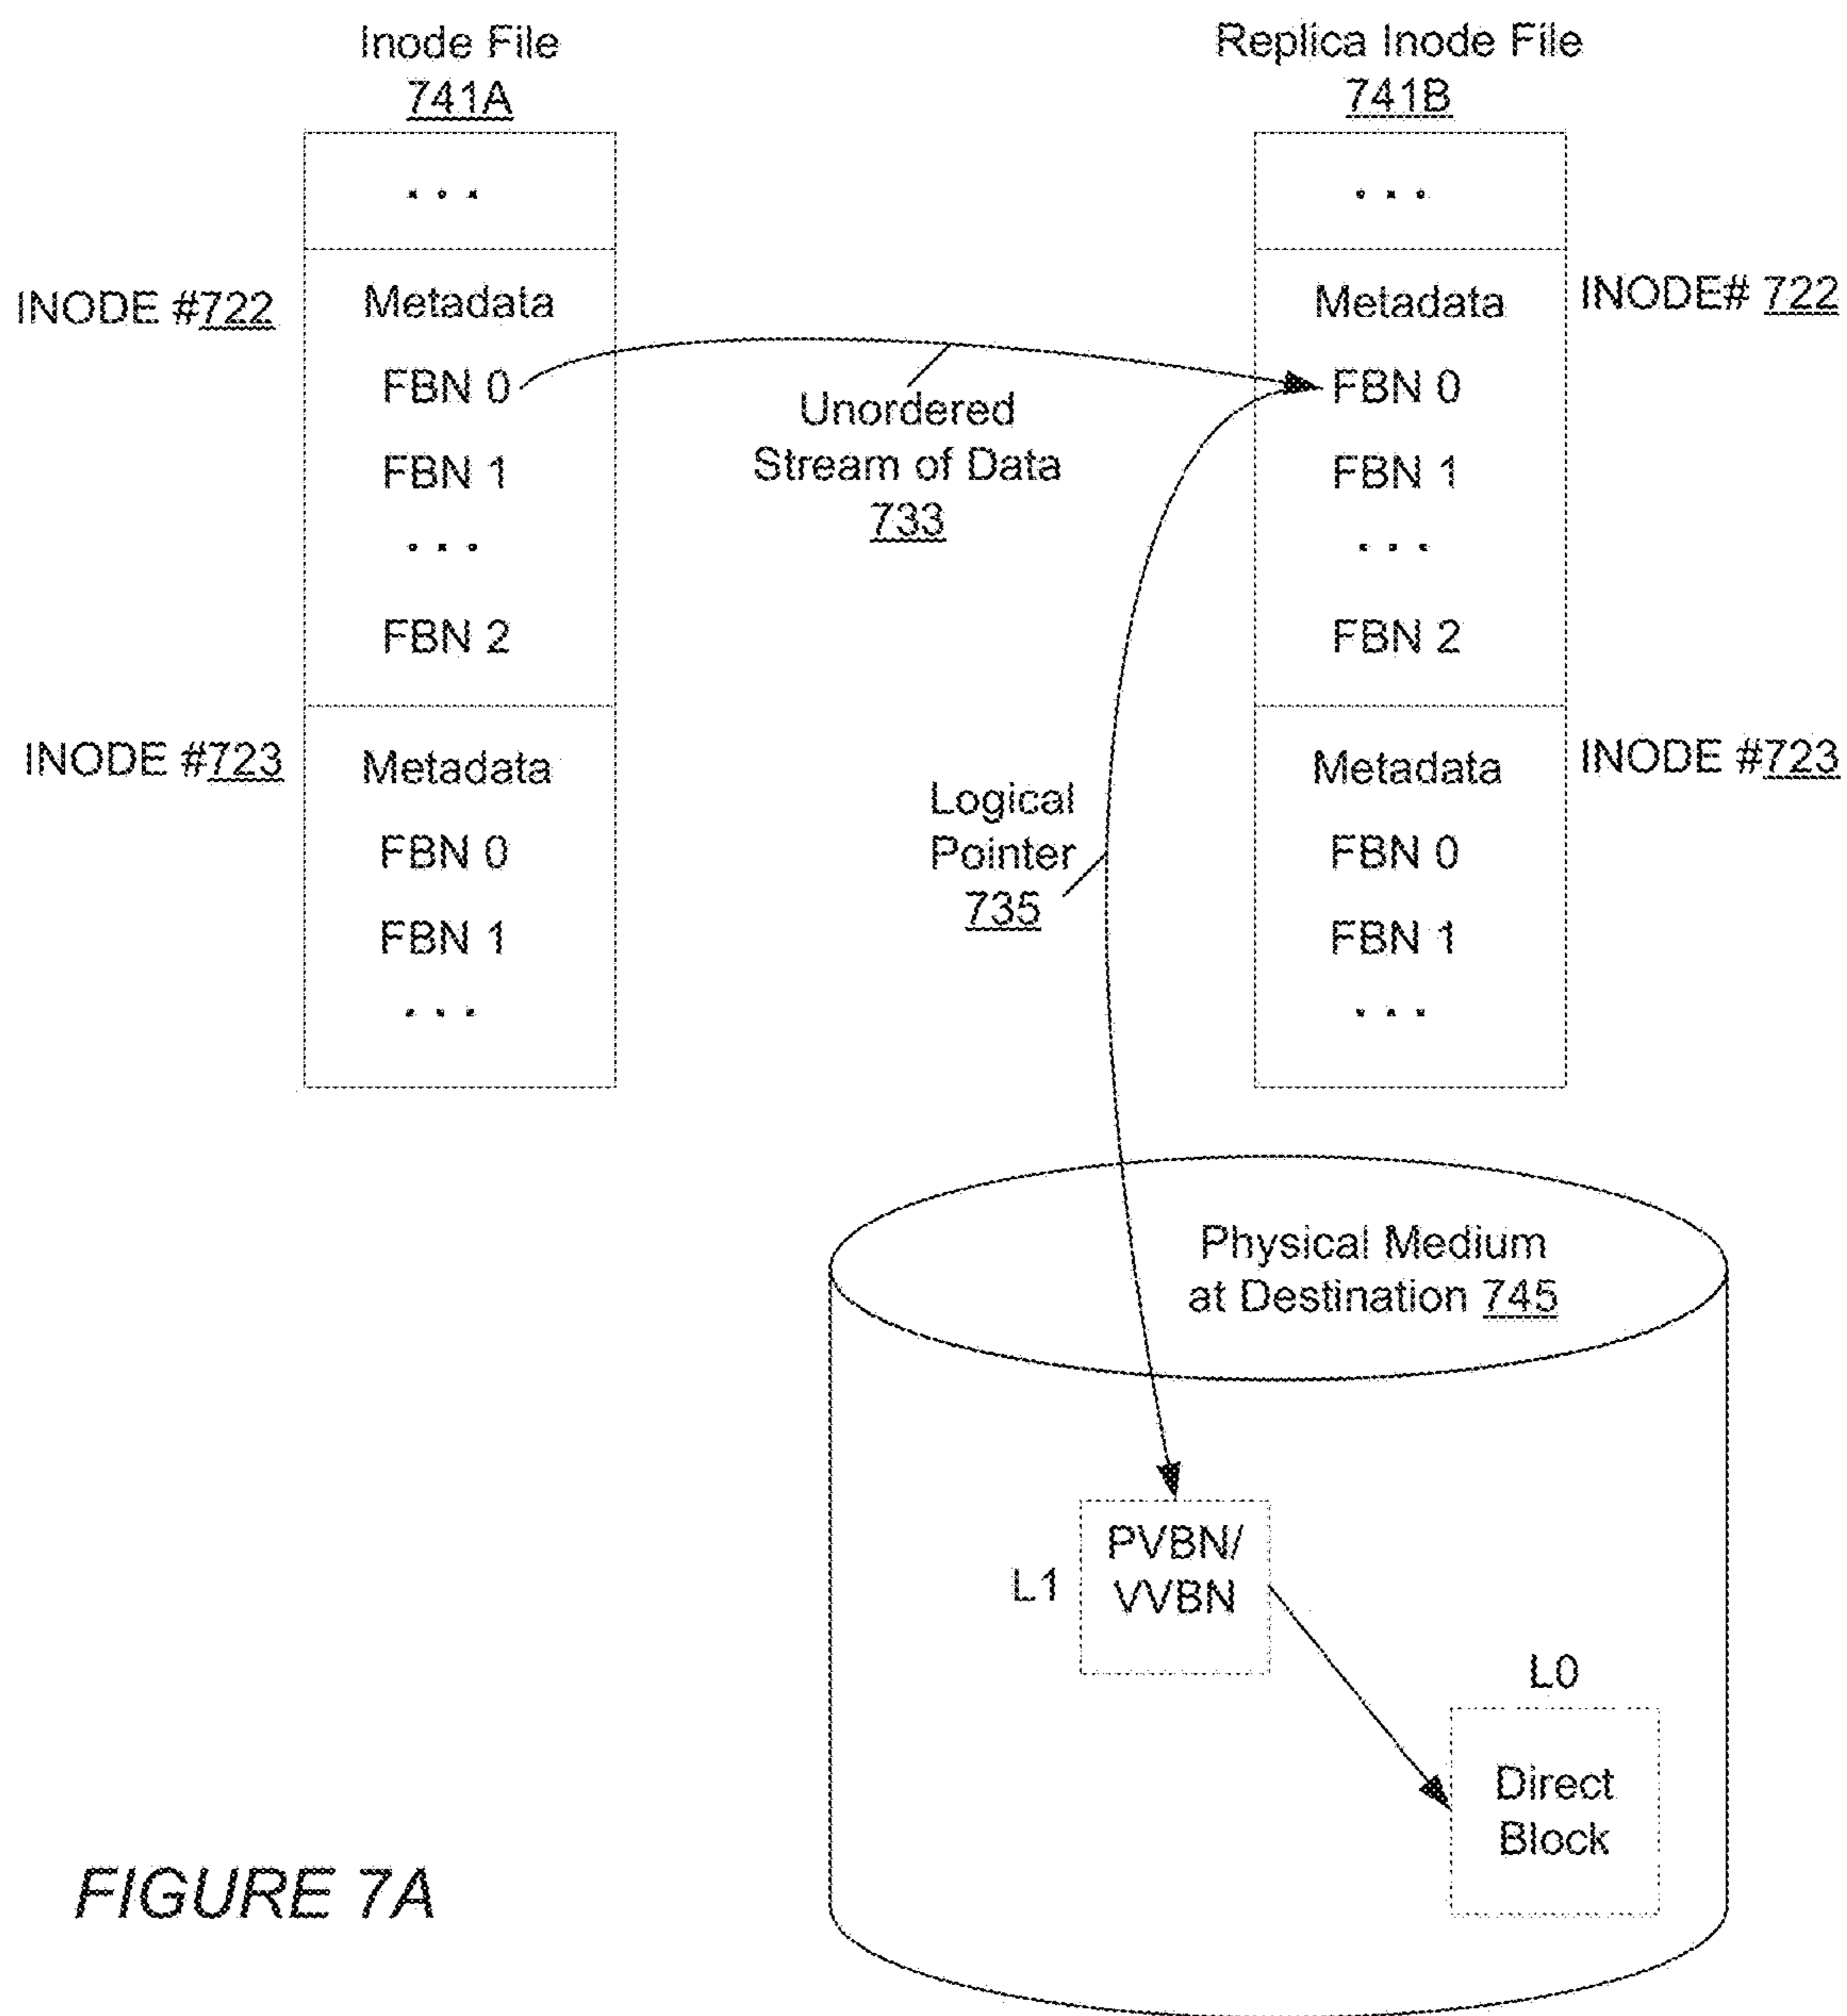 Inode File
741A
. . .
INODE #722
Metadata
FBN 0
FBN 1
. . .
FBN 2
INODE #723
Metadata
FBN 0
FBN 1
. . .
Unordered
Stream of Data
733
Replica Inode File
741B
. . .
Metadata
INODE# 722
FBN 0
FBN 1
. . .
FBN 2
Metadata
INODE #723
FBN 0
FBN 1
. . .
Logical
Pointer
735
Physical Medium
at Destination 745
L1
PVBN/
VVBN
L0
Direct
Block
FIGURE 7A